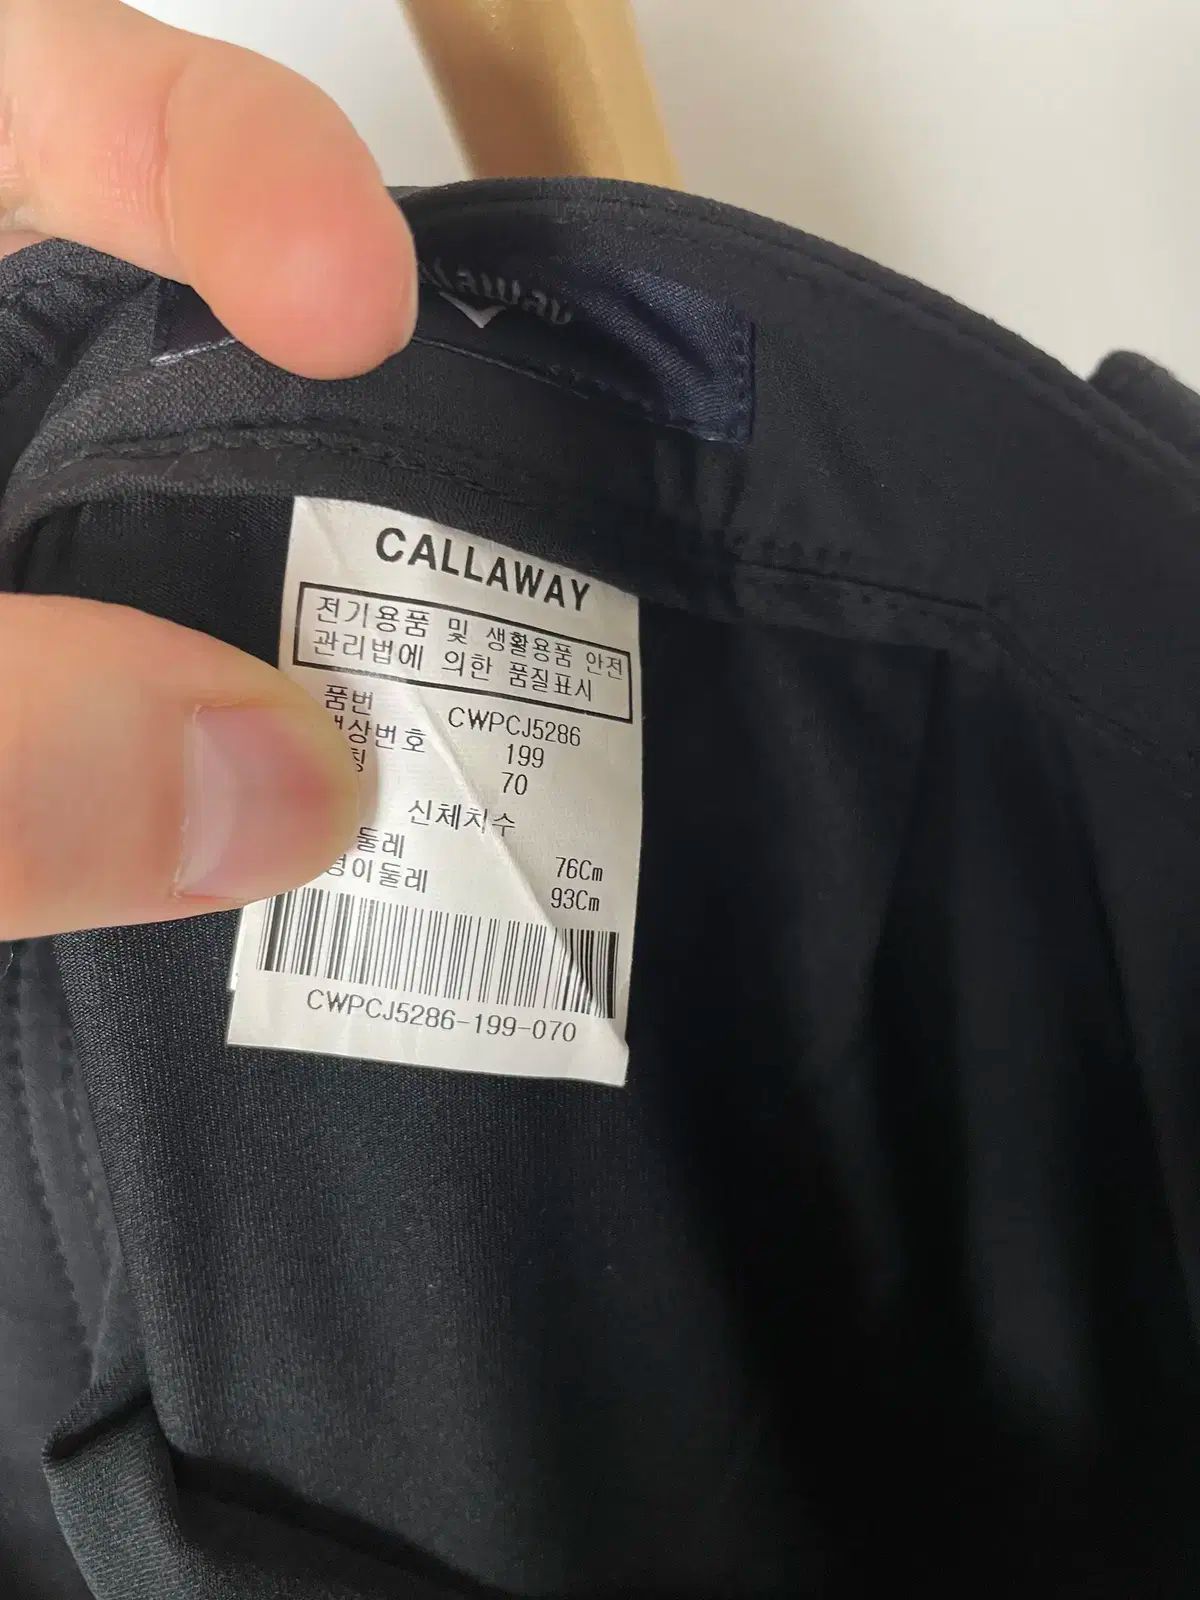 CALLAWAY
전기용품 및 생활용품 안전
관리법에 의한 품질표시
품번 CWPCJ5286
199
70
신체치수
76Cm
93Cm
CWPCJ5286-199-070